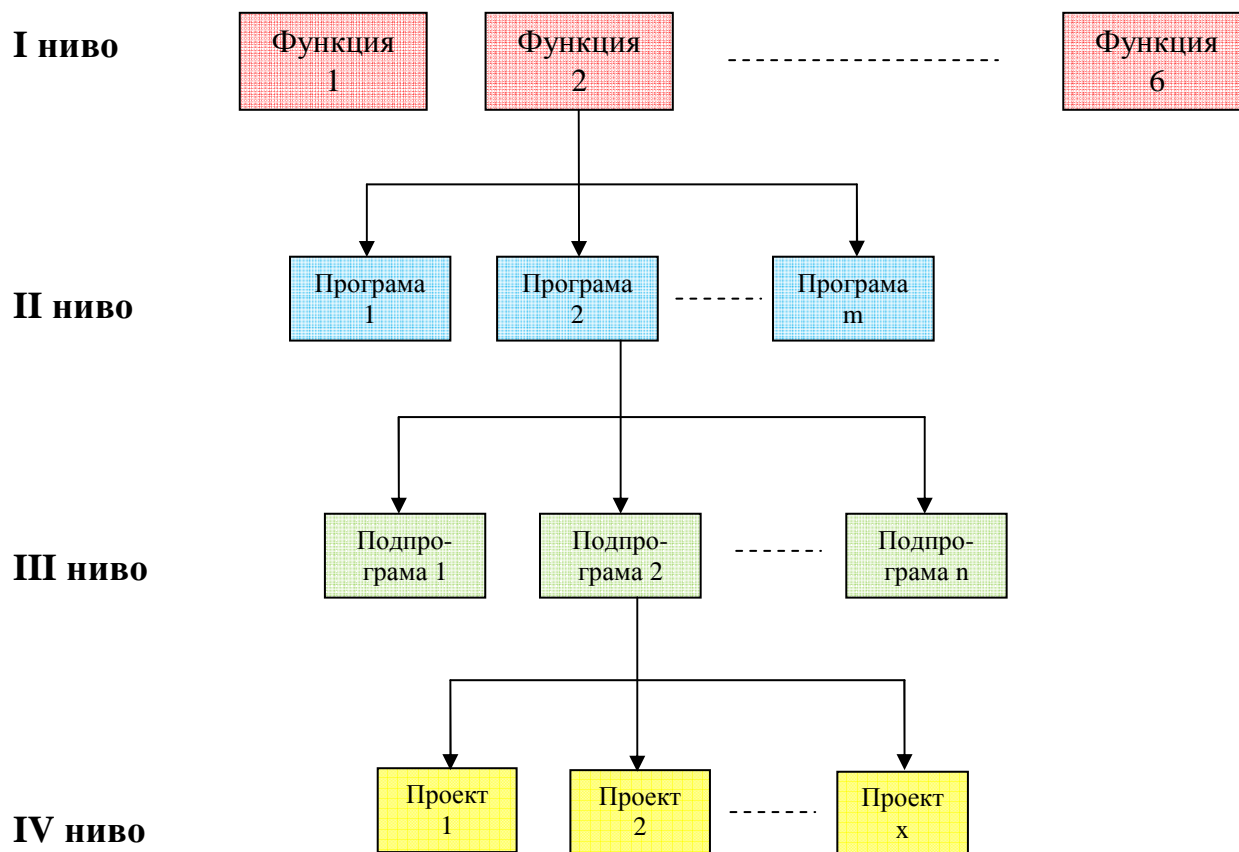 I ниво
Функция
1
Функция
2
Функция
6
II ниво
Програма
1
Програма
2
Програма
m
III ниво
Подпро-
грама 1
Подпро-
грама 2
Подпро-
грама n
IV ниво
Проект
1
Проект
2
Проект
x